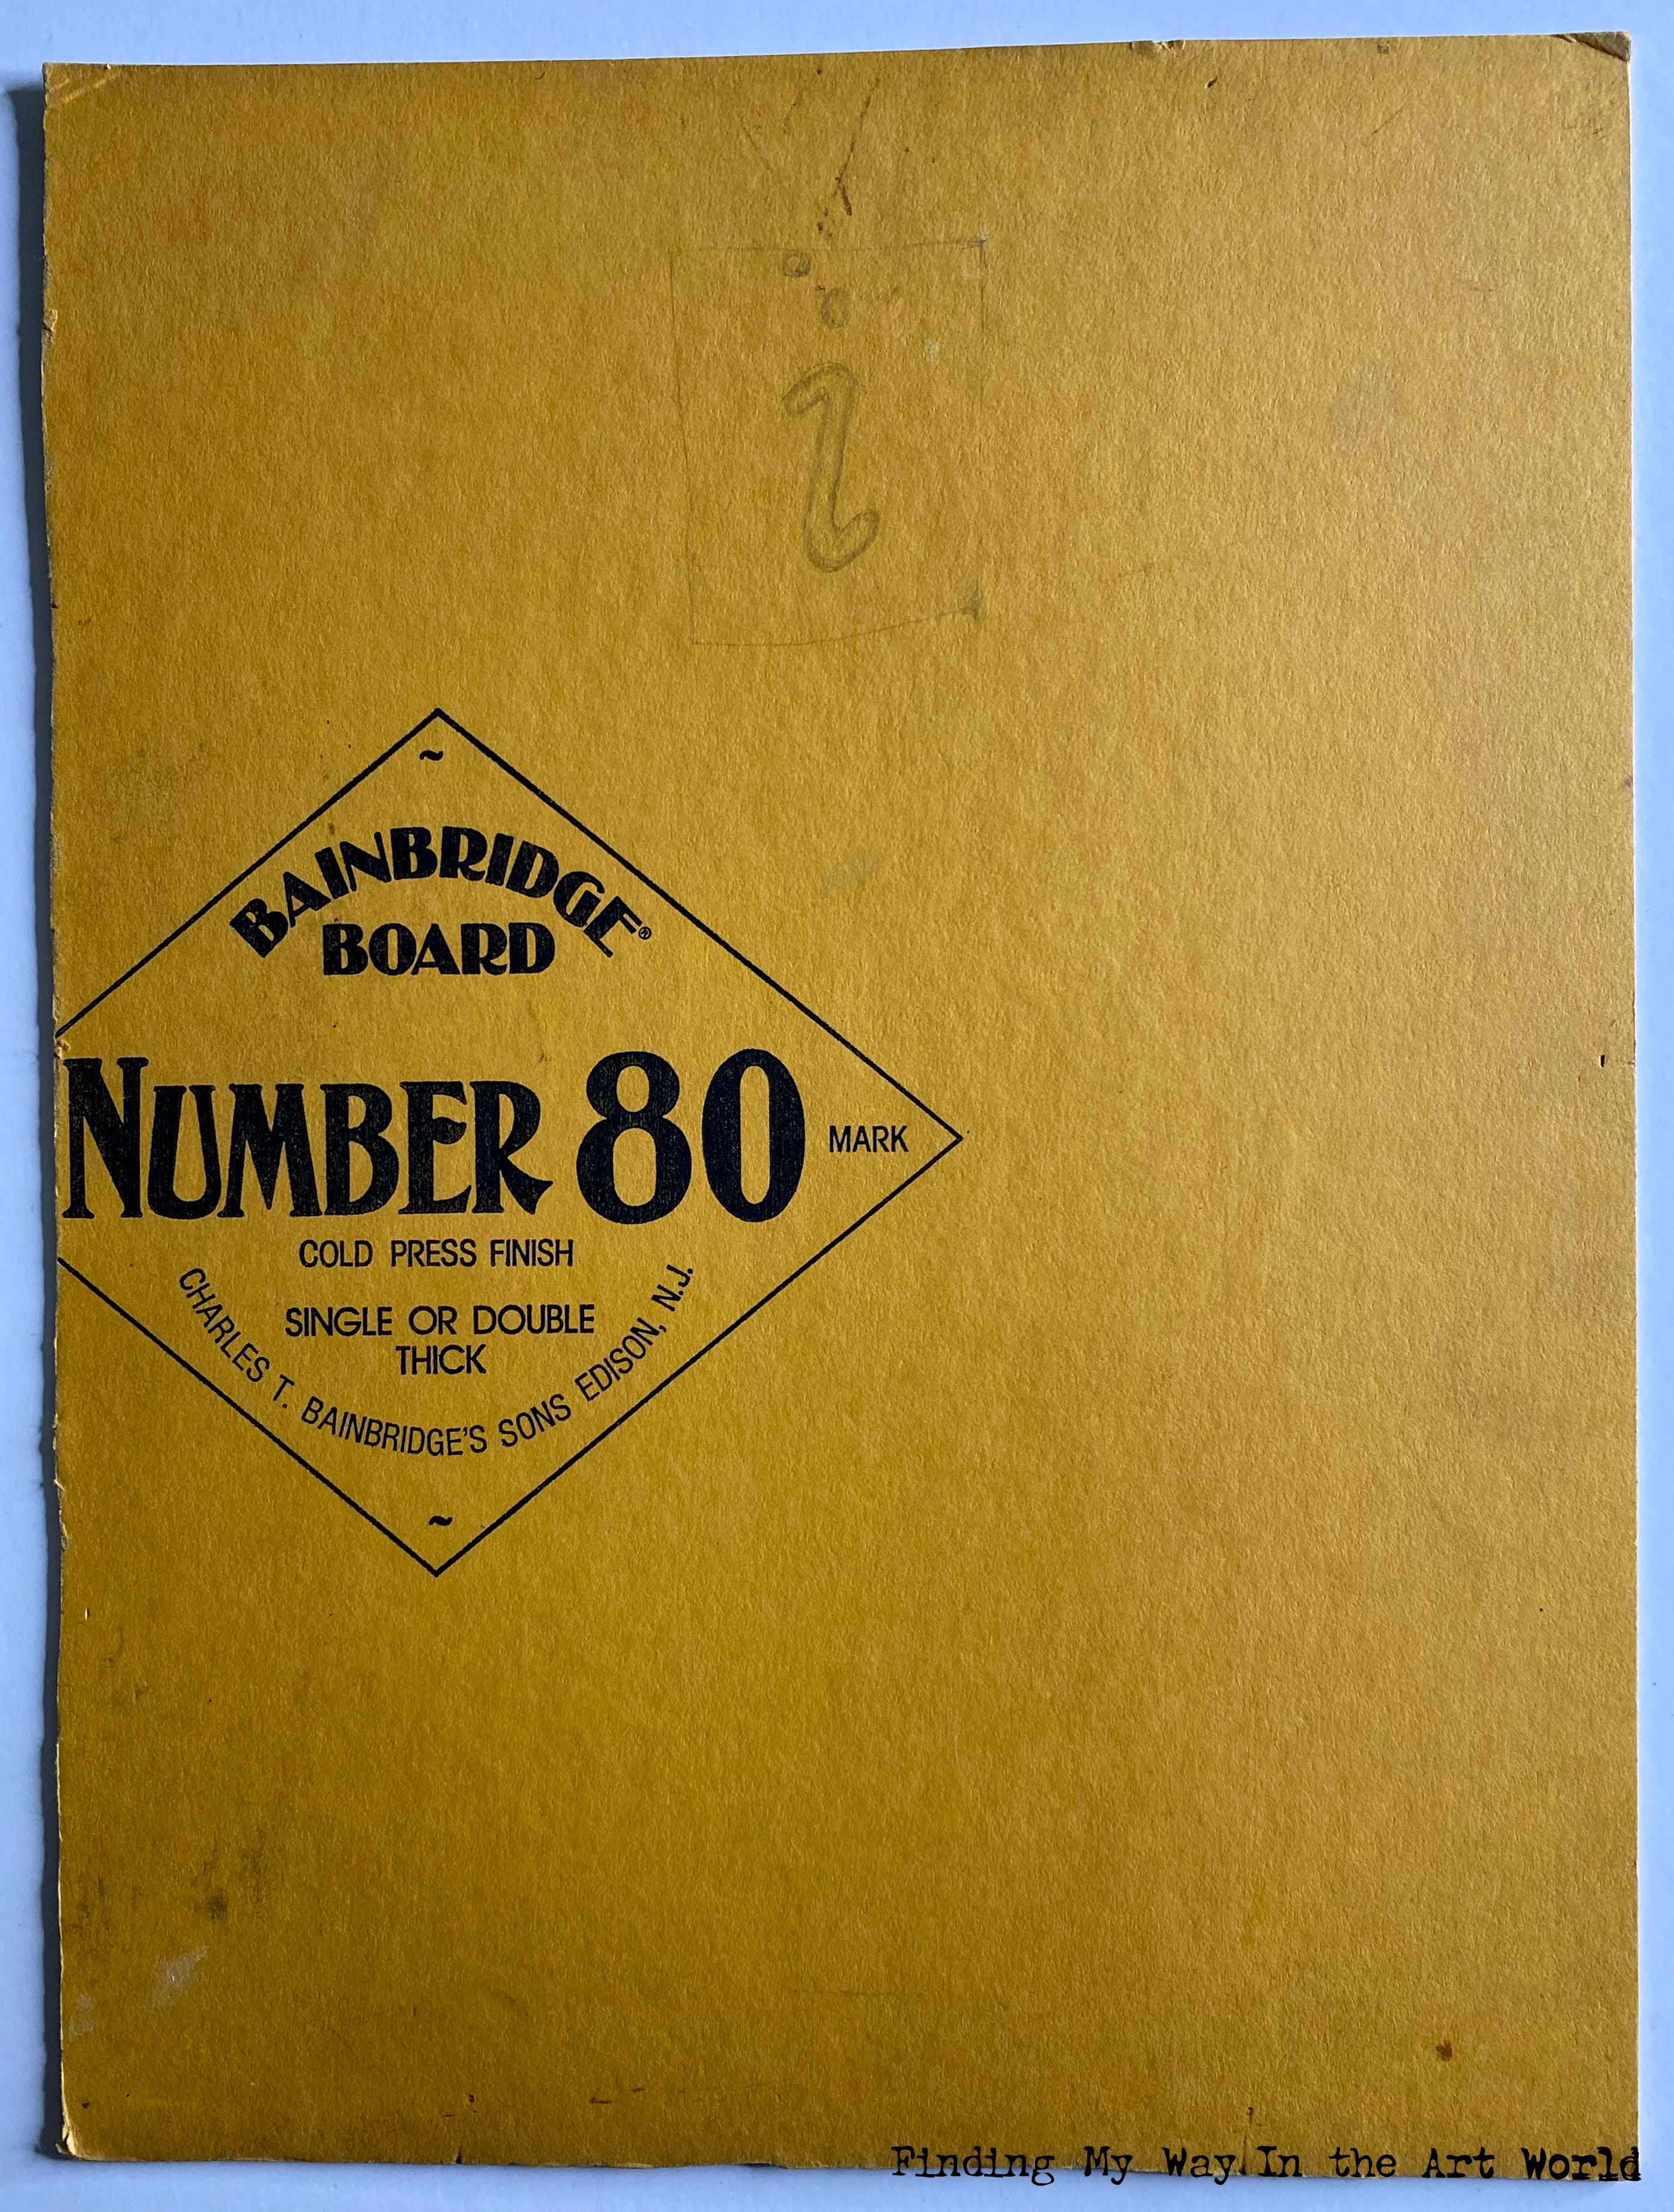 i
~
BAINBRIDGE®
BOARD
NUMBER 80 MARK
COLD PRESS FINISH
SINGLE OR DOUBLE
THICK
CHARLES T. BAINBRIDGE'S SONS EDISON, N.J.
~
Finding My Way In the Art World